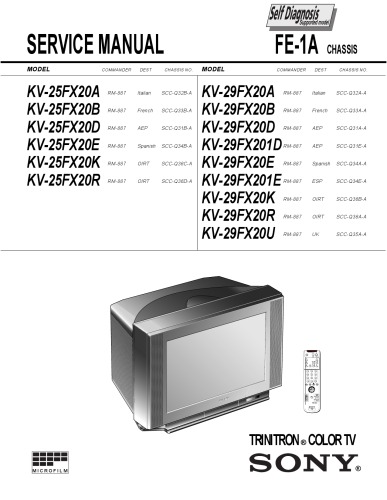 Self Diagnosis
Supported model
SERVICE MANUAL FE-1A CHASSIS
MODEL COMMANDER DEST CHASSIS NO. MODEL COMMANDER DEST CHASSIS NO.
KV-25FX20A RM-887 Italian SCC-Q32B-A KV-29FX20A RM-887 Italian SCC-Q32A-A
KV-25FX20B RM-887 French SCC-Q33B-A KV-29FX20B RM-887 French SCC-Q33A-A
KV-25FX20D RM-887 AEP SCC-Q31B-A KV-29FX20D RM-887 AEP SCC-Q31A-A
KV-25FX20E RM-887 Spanish SCC-Q34B-A KV-29FX201D RM-887 AEP SCC-Q31E-A
KV-25FX20K RM-887 OIRT SCC-Q36C-A KV-29FX20E RM-887 Spanish SCC-Q34A-A
KV-25FX20R RM-887 OIRT SCC-Q36D-A KV-29FX201E RM-887 ESP SCC-Q34E-A
KV-29FX20K RM-887 OIRT SCC-Q36B-A
KV-29FX20R RM-887 OIRT SCC-Q36A-A
KV-29FX20U RM-887 UK SCC-Q35A-A
MICROFILM
TRINITRON® COLOR TV
SONY®